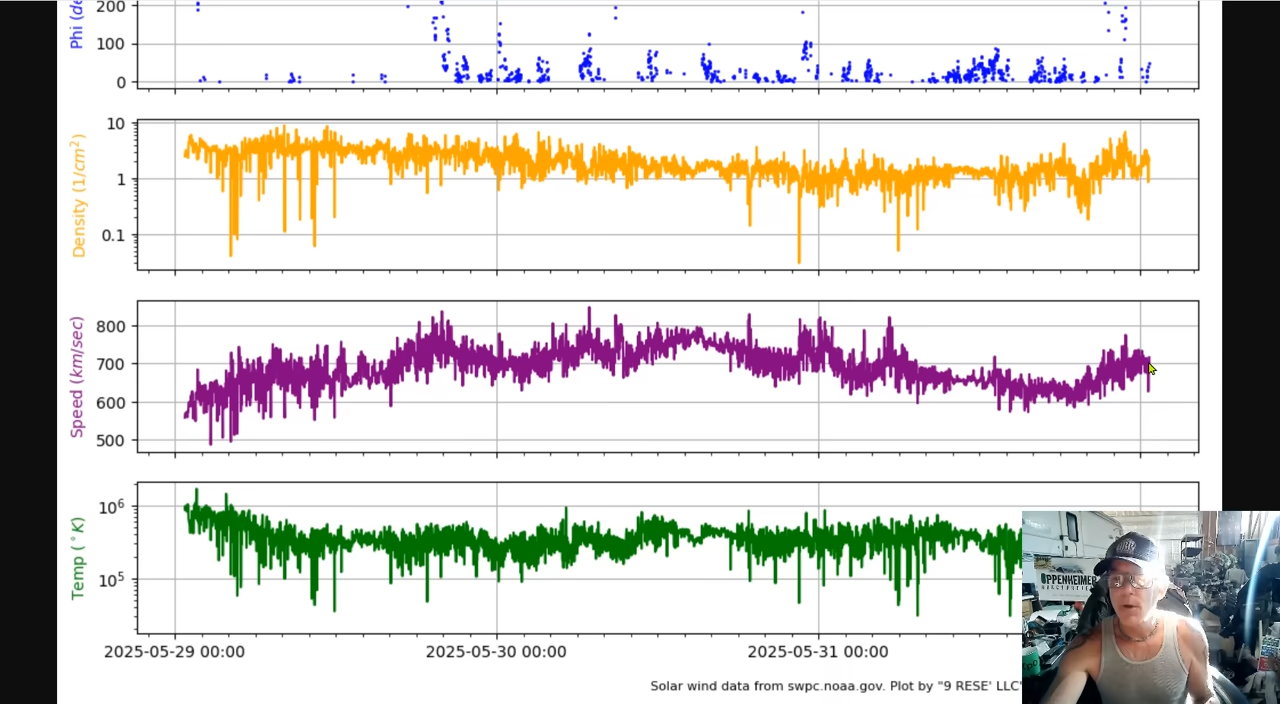 Phi (de
200
100
0
Density (1/cm²)
10
1
0.1
Speed (km/sec)
800
700
600
500
Temp (°K)
10⁶
10⁵
2025-05-29 00:00
2025-05-30 00:00
2025-05-31 00:00
Solar wind data from swpc.noaa.gov. Plot by "9 RESE' LLC"
OPPENHEIMER